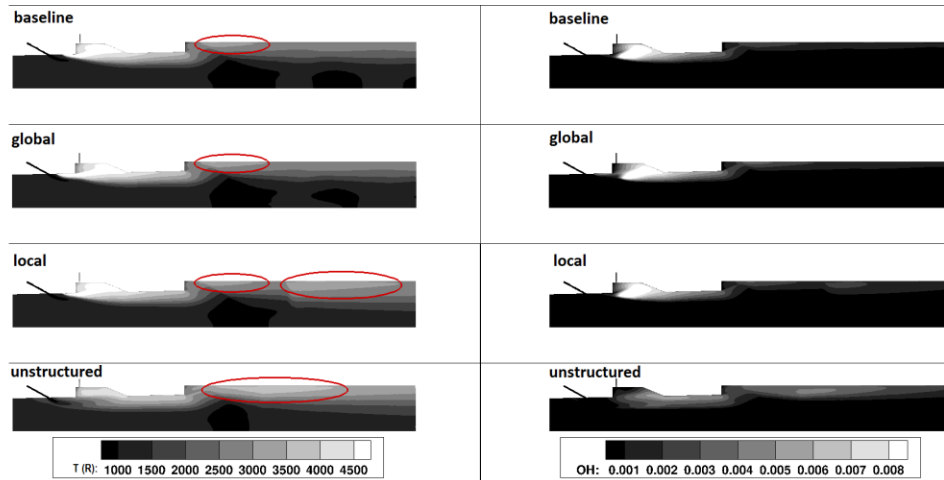 baseline
baseline
global
global
local
local
unstructured
unstructured
T (R): 1000 1500 2000 2500 3000 3500 4000 4500
OH: 0.001 0.002 0.003 0.004 0.005 0.006 0.007 0.008